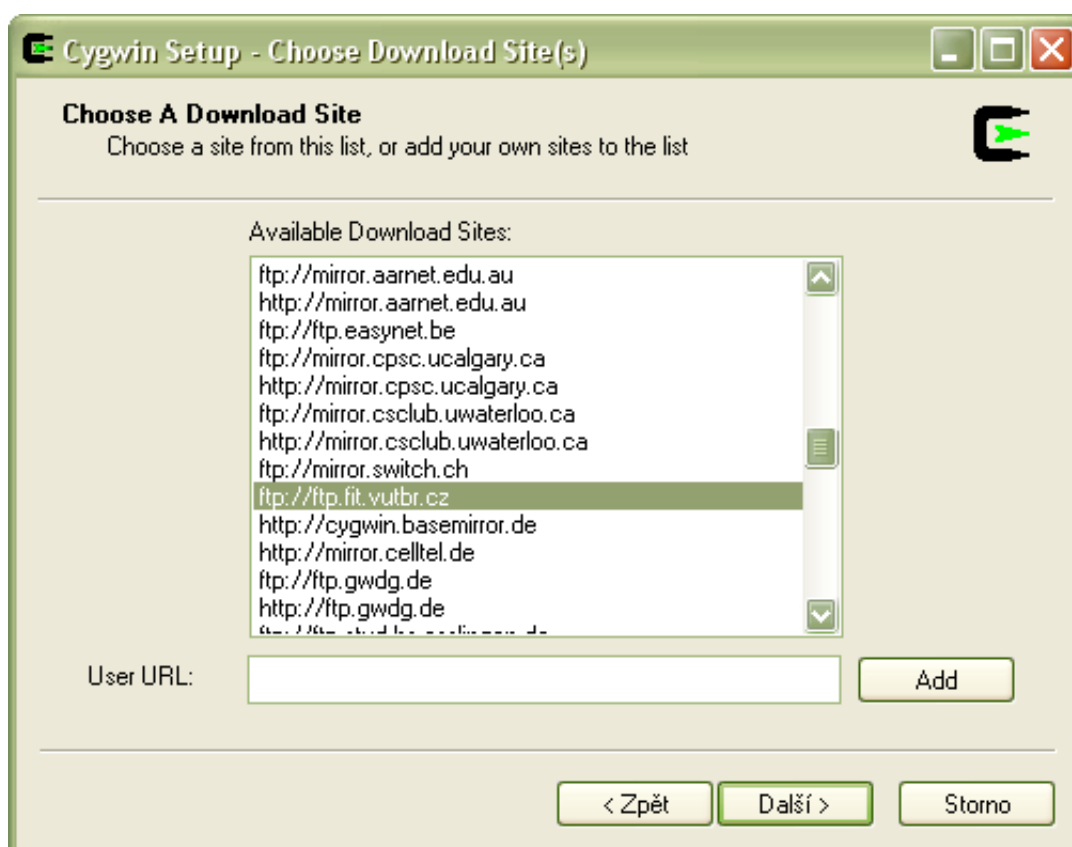 Cygwin Setup - Choose Download Site(s)
Choose A Download Site
Choose a site from this list, or add your own sites to the list
Available Download Sites:
ftp://mirror.aarnet.edu.au
http://mirror.aarnet.edu.au
ftp://ftp.easynet.be
ftp://mirror.cpsc.ucalgary.ca
http://mirror.cpsc.ucalgary.ca
ftp://mirror.csclub.uwaterloo.ca
http://mirror.csclub.uwaterloo.ca
ftp://mirror.switch.ch
ftp://ftp.fit.vutbr.cz
http://cygwin.basemirror.de
http://mirror.celltel.de
ftp://ftp.gwdg.de
http://ftp.gwdg.de
User URL:
Add
< Zpět
Další >
Storno